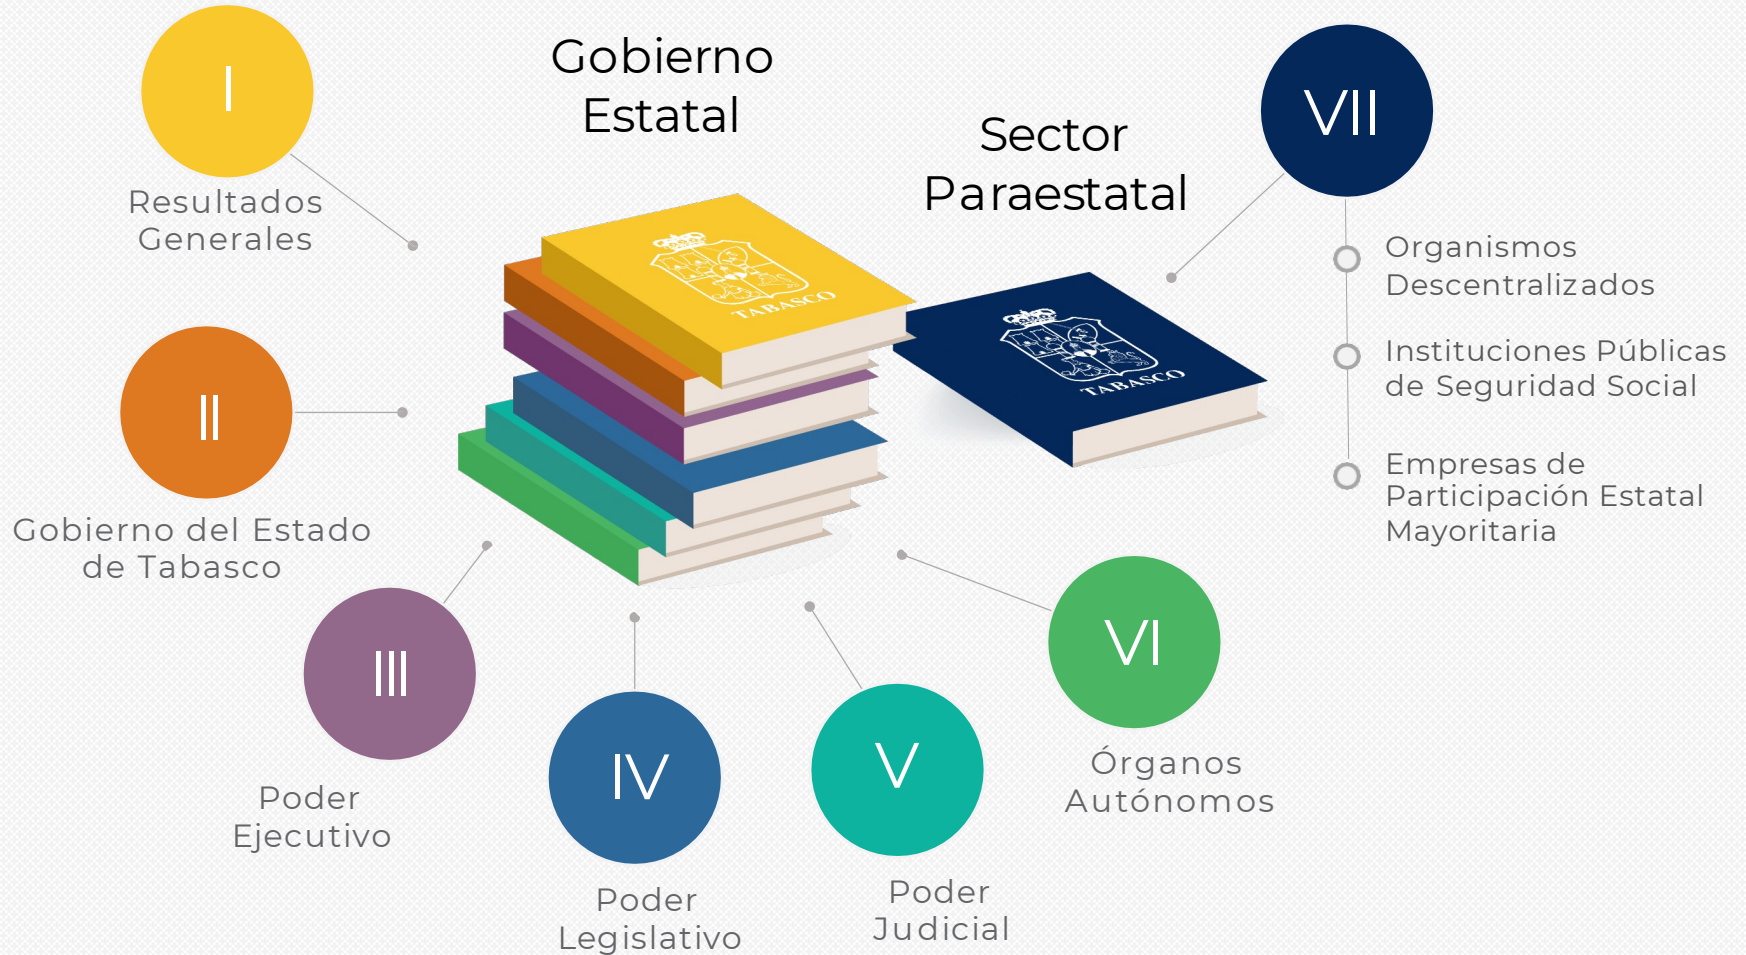 I
Resultados
Generales
Gobierno
Estatal
Sector
Paraestatal
VII
Organismos
Descentralizados
Instituciones Públicas
de Seguridad Social
Empresas de
Participación Estatal
Mayoritaria
TABASCO
TABASCO
II
Gobierno del Estado
de Tabasco
III
Poder
Ejecutivo
IV
Poder
Legislativo
V
Poder
Judicial
VI
Órganos
Autónomos